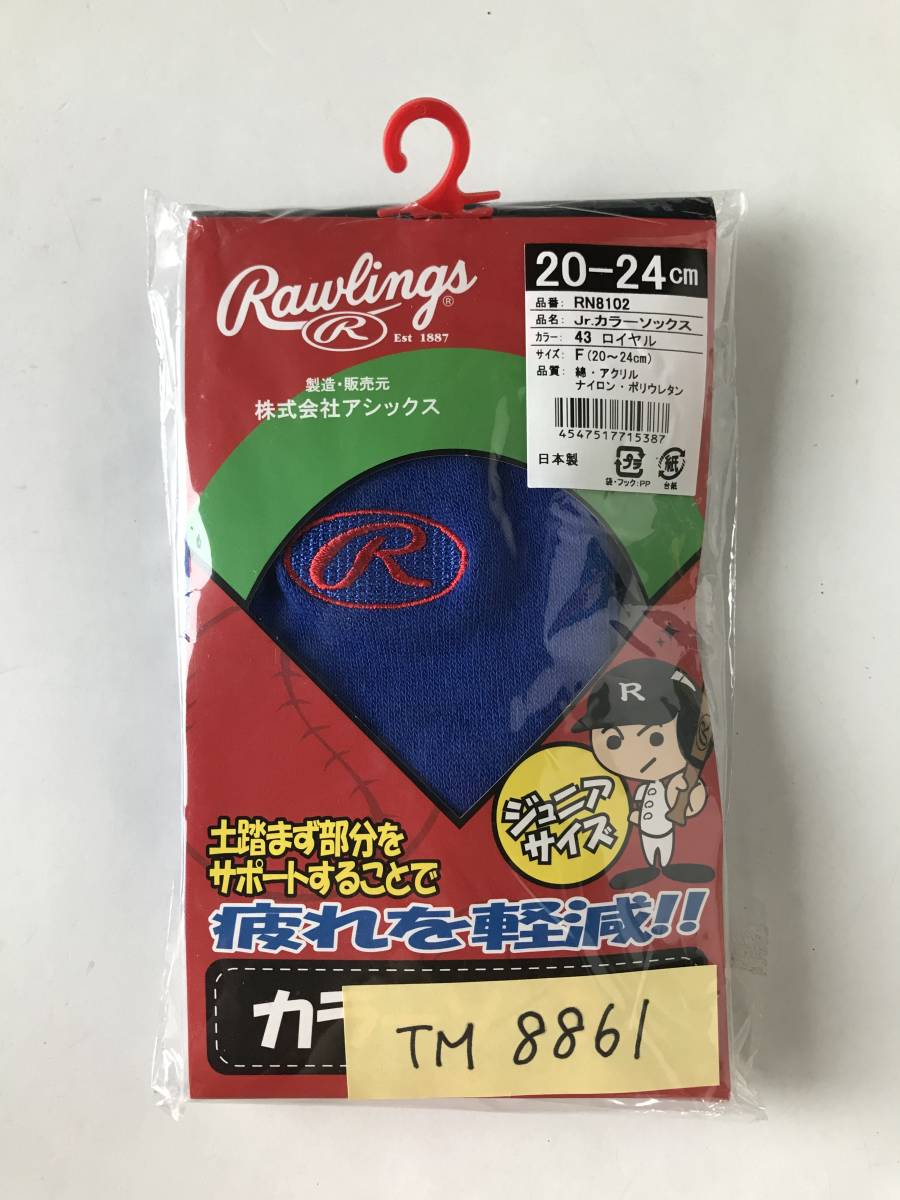 Rawlings®
R
Est 1887
製造・販売元
株式会社アシックス
20-24cm
品番: RN8102
品名: Jr.カラーソックス
カラー: 43 ロイヤル
サイズ: F(20～24cm)
品質: 綿・アクリル
ナイロン・ポリウレタン
4547517715387
日本製
プラ
紙
袋・フック:PP
台紙
R
R
R
ジュニア
サイズ
土踏まず部分を
サポートすることで
疲れを軽減!!
カラ
TM 8861